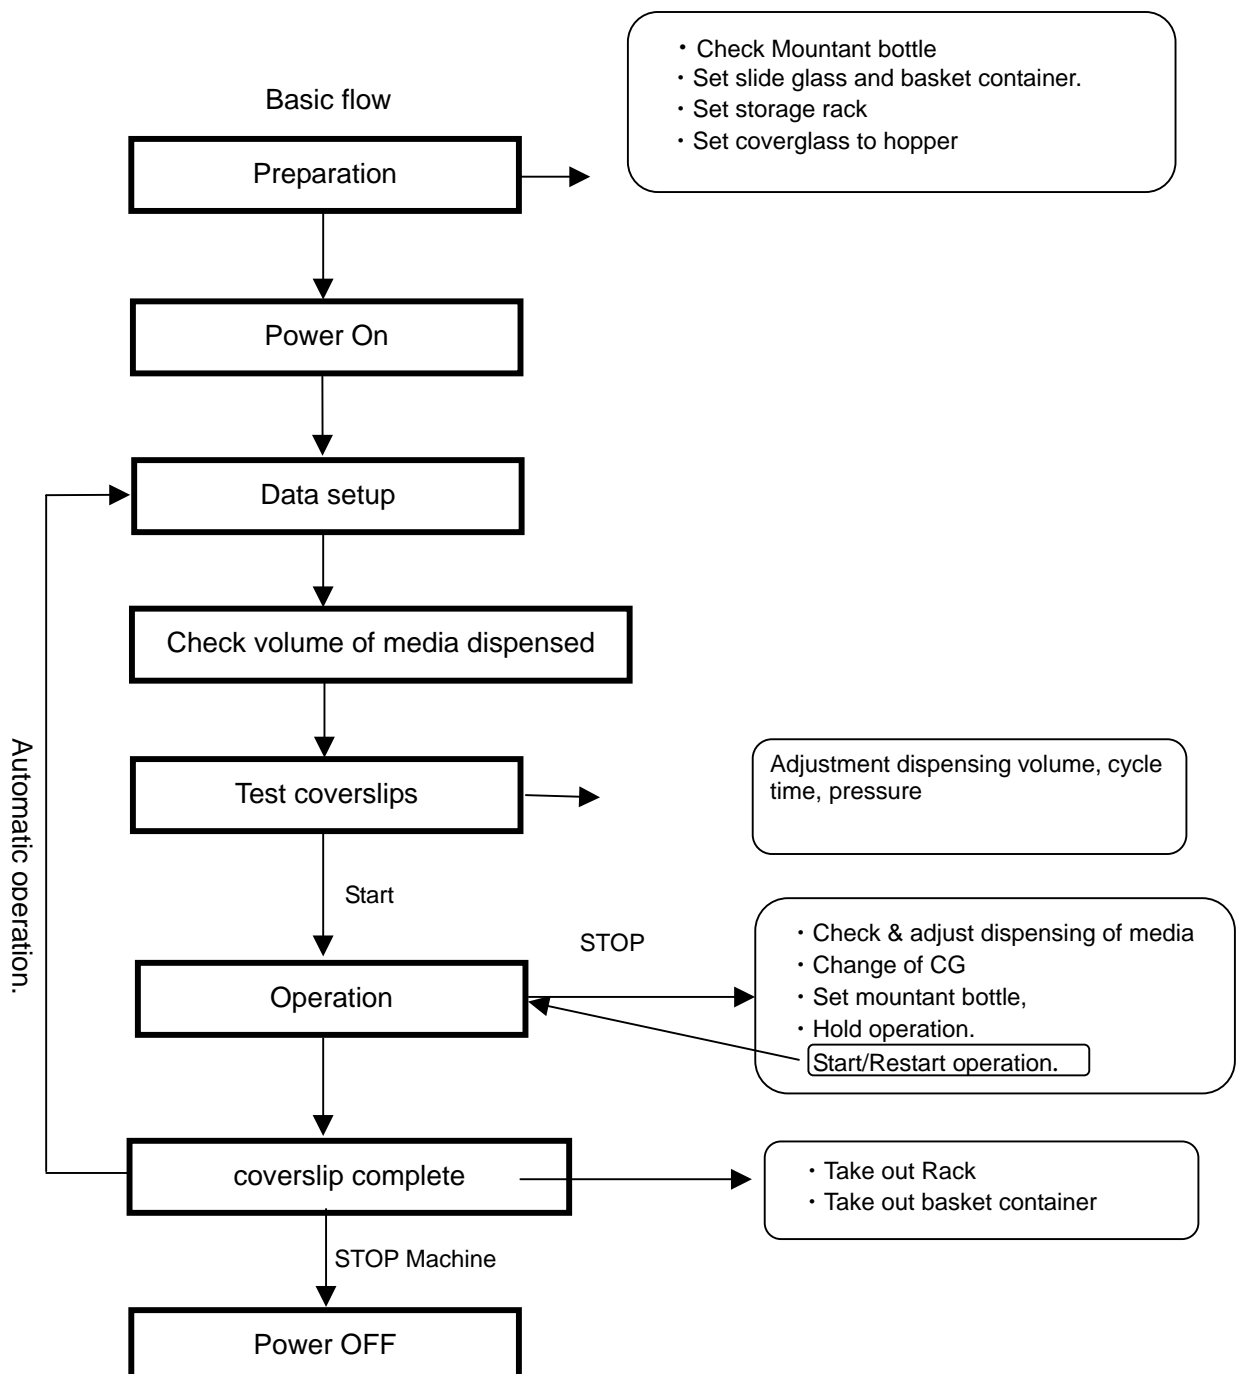 ・ Check Mountant bottle
・Set slide glass and basket container.
・Set storage rack
・Set coverglass to hopper
Basic flow
Preparation
Power On
Data setup
Check volume of media dispensed
Automatic operation.
Test coverslips
Adjustment dispensing volume, cycle
time, pressure
Start
STOP
Operation
・Check & adjust dispensing of media
・Change of CG
・Set mountant bottle,
・Hold operation.
・Start/Restart operation.
coverslip complete
・Take out Rack
・Take out basket container
STOP Machine
Power OFF